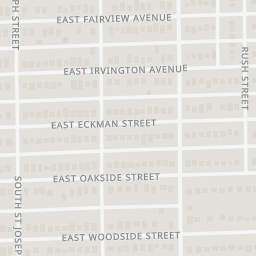 EAST FAIRVIEW AVENUE
PH STREET
RUSH STREET
EAST IRVINGTON AVENUE
EAST ECKMAN STREET
EAST OAKSIDE STREET
SOUTH ST JOSEP
EAST WOODSIDE STREET